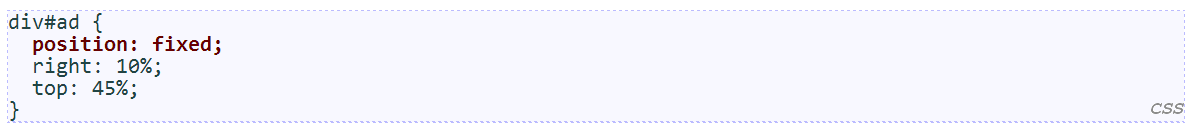 div#ad {
  position: fixed;
  right: 10%;
  top: 45%;
}
CSS